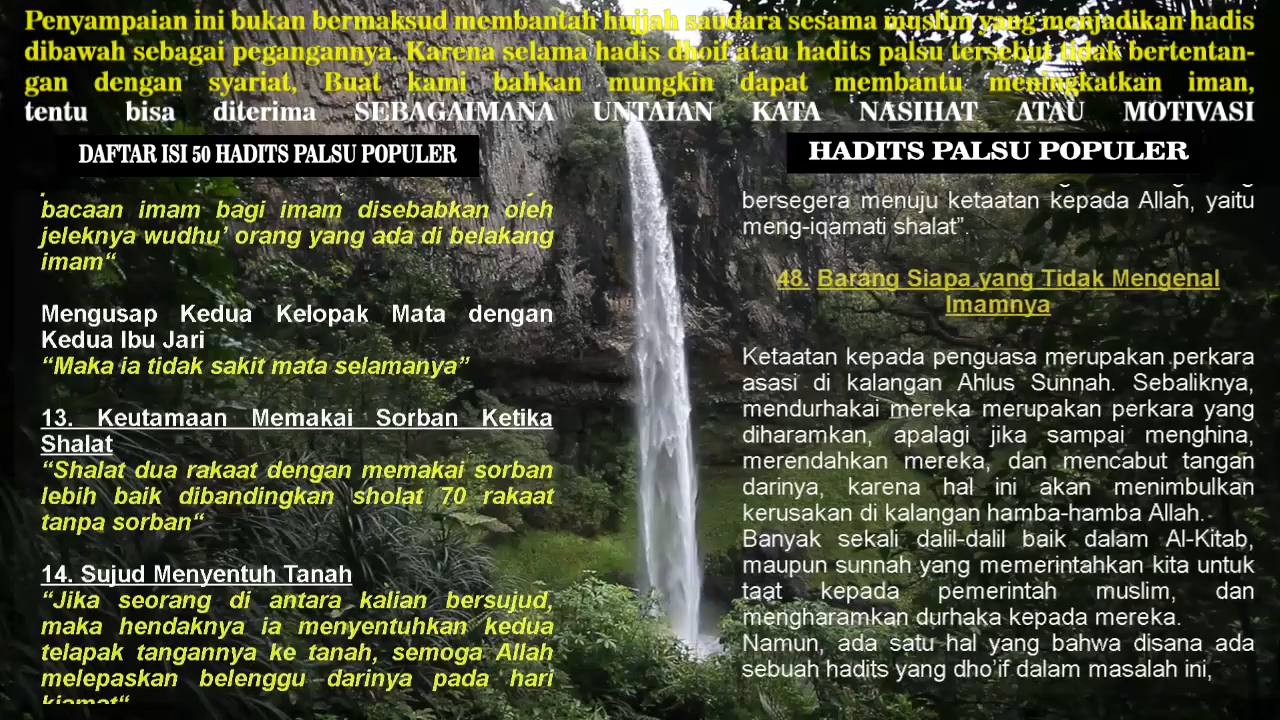 Penyampaian ini bukan bermaksud membantah hujjah saudara sesama muslim yang menjadikan hadis
dibawah sebagai pegangannya. Karena selama hadis dhoif atau hadits palsu tersebut tidak bertentan-
gan dengan syariat, Buat kami bahkan mungkin dapat membantu meningkatkan iman,
tentu bisa diterima SEBAGAIMANA UNTAIAN KATA NASIHAT ATAU MOTIVASI
DAFTAR ISI 50 HADITS PALSU POPULER
bacaan imam bagi imam disebabkan oleh
jeleknya wudhu’ orang yang ada di belakang
imam“
Mengusap Kedua Kelopak Mata dengan
Kedua Ibu Jari
“Maka ia tidak sakit mata selamanya”
13. Keutamaan Memakai Sorban Ketika
Shalat
“Shalat dua rakaat dengan memakai sorban
lebih baik dibandingkan sholat 70 rakaat
tanpa sorban“
14. Sujud Menyentuh Tanah
“Jika seorang di antara kalian bersujud,
maka hendaknya ia menyentuhkan kedua
telapak tangannya ke tanah, semoga Allah
melepaskan belenggu darinya pada hari
kiamat“
HADITS PALSU POPULER
bersegera menuju ketaatan kepada Allah, yaitu
meng-iqamati shalat”.
48. Barang Siapa yang Tidak Mengenal
Imamnya
Ketaatan kepada penguasa merupakan perkara
asasi di kalangan Ahlus Sunnah. Sebaliknya,
mendurhakai mereka merupakan perkara yang
diharamkan, apalagi jika sampai menghina,
merendahkan mereka, dan mencabut tangan
darinya, karena hal ini akan menimbulkan
kerusakan di kalangan hamba-hamba Allah.
Banyak sekali dalil-dalil baik dalam Al-Kitab,
maupun sunnah yang memerintahkan kita untuk
taat kepada pemerintah muslim, dan
mengharamkan durhaka kepada mereka.
Namun, ada satu hal yang bahwa disana ada
sebuah hadits yang dho’if dalam masalah ini,